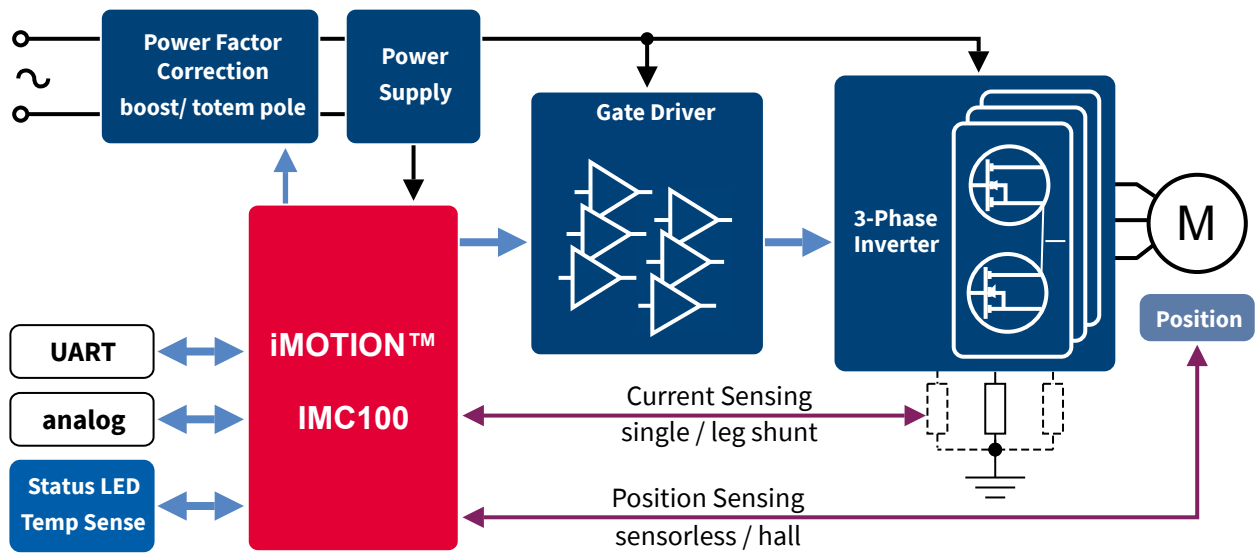 Power Factor
Correction
boost/ totem pole
Power
Supply
Gate Driver
3-Phase
Inverter
M
Position
iMOTION™
IMC100
UART
analog
Status LED
Temp Sense
Current Sensing
single / leg shunt
Position Sensing
sensorless / hall